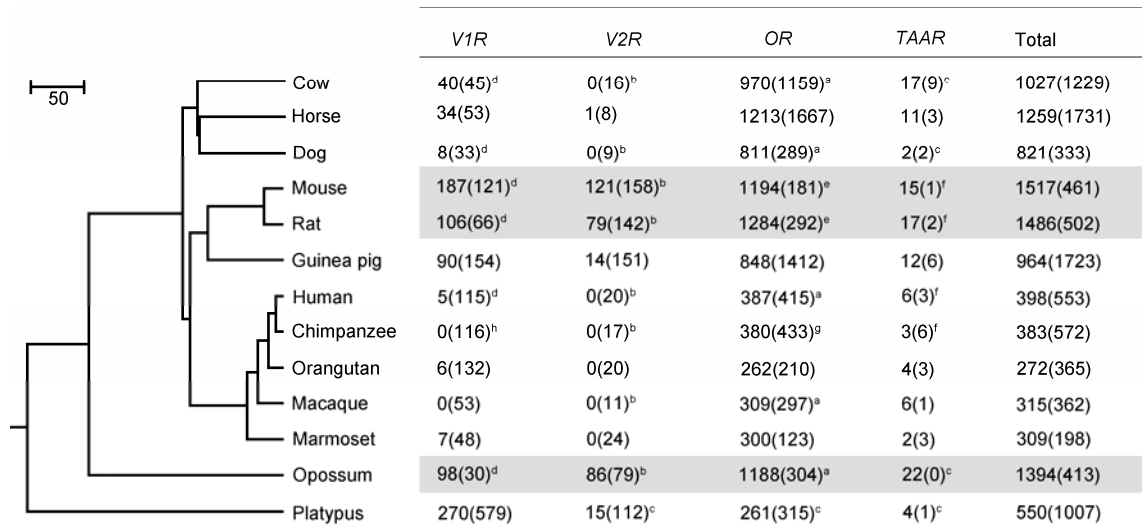 V1R V2R OR TAAR Total
50
Cow 40(45)ᵈ 0(16)ᵇ 970(1159)ᵃ 17(9)ᶜ 1027(1229)
Horse 34(53) 1(8) 1213(1667) 11(3) 1259(1731)
Dog 8(33)ᵈ 0(9)ᵇ 811(289)ᵃ 2(2)ᶜ 821(333)
Mouse 187(121)ᵈ 121(158)ᵇ 1194(181)ᵉ 15(1)ᶠ 1517(461)
Rat 106(66)ᵈ 79(142)ᵇ 1284(292)ᵉ 17(2)ᶠ 1486(502)
Guinea pig 90(154) 14(151) 848(1412) 12(6) 964(1723)
Human 5(115)ᵈ 0(20)ᵇ 387(415)ᵃ 6(3)ᶠ 398(553)
Chimpanzee 0(116)ʰ 0(17)ᵇ 380(433)ᵍ 3(6)ᶠ 383(572)
Orangutan 6(132) 0(20) 262(210) 4(3) 272(365)
Macaque 0(53) 0(11)ᵇ 309(297)ᵃ 6(1) 315(362)
Marmoset 7(48) 0(24) 300(123) 2(3) 309(198)
Opossum 98(30)ᵈ 86(79)ᵇ 1188(304)ᵃ 22(0)ᶜ 1394(413)
Platypus 270(579) 15(112)ᶜ 261(315)ᶜ 4(1)ᶜ 550(1007)